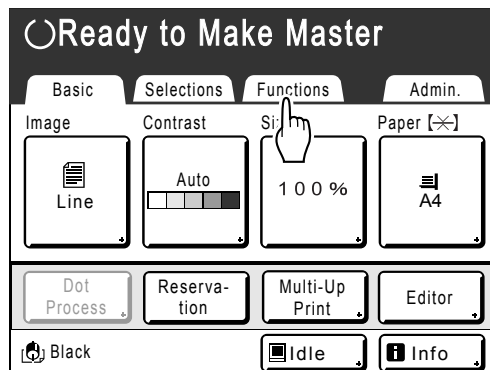 Ready to Make Master
Basic Selections Functions Admin.
Image Contrast Paper
Line Auto 100% A4
Dot Process Reserva-tion Multi-Up Print Editor
Black Idle Info